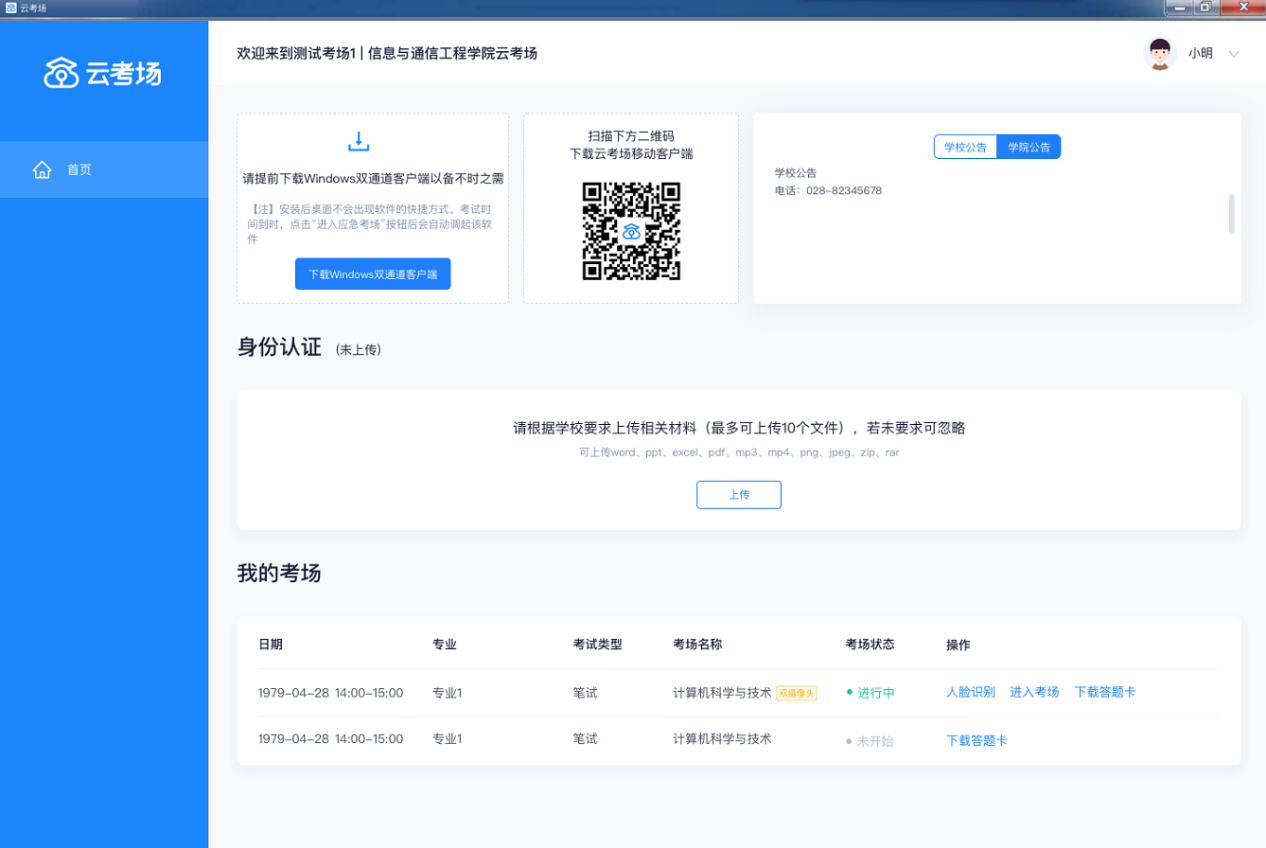 云考场
云考场
首页
欢迎来到测试考场1 | 信息与通信工程学院云考场
小明
请提前下载Windows双通道客户端以备不时之需
【注】安装后桌面不会出现软件的快捷方式。考试时
间到时，点击“进入应急考场”按钮后会自动调起该软
件
下载Windows双通道客户端
扫描下方二维码
下载云考场移动客户端
学校公告 学院公告
学校公告
电话：028-82345678
身份认证 (未上传)
请根据学校要求上传相关材料（最多可上传10个文件），若未要求可忽略
可上传word、ppt、excel、pdf、mp3、mp4、png、jpeg、zip、rar
上传
我的考场
日期 专业 考试类型 考场名称 考场状态 操作
1979-04-28 14:00-15:00 专业1 笔试 计算机科学与技术 双摄像头 进行中 人脸识别 进入考场 下载答题卡
1979-04-28 14:00-15:00 专业1 笔试 计算机科学与技术 未开始 下载答题卡